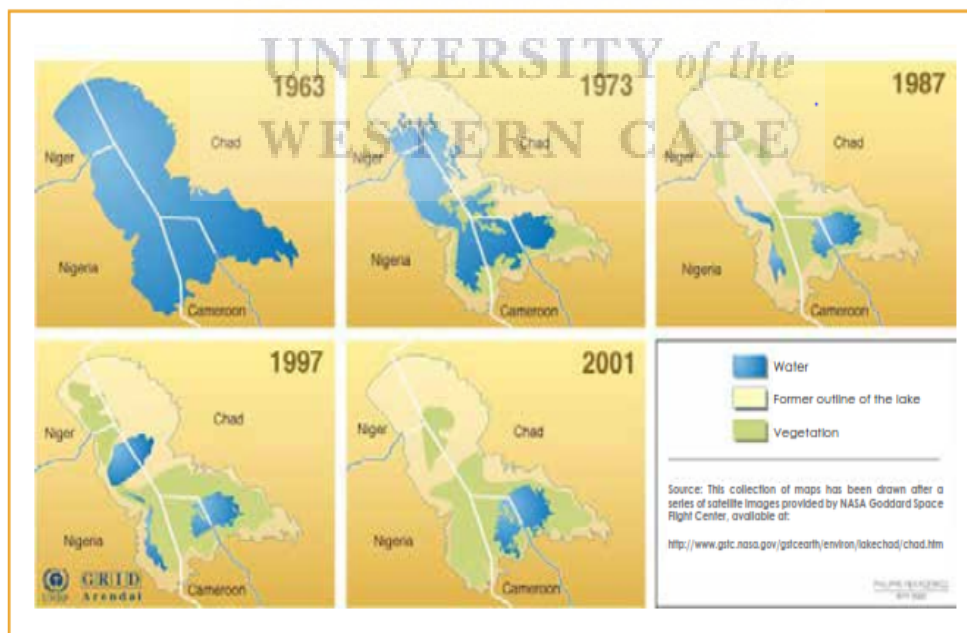 UNIVERSITY of the
WESTERN CAPE
1963
Niger
Chad
Nigeria
Cameroon
1973
Niger
Chad
Nigeria
Cameroon
1987
Niger
Chad
Nigeria
Cameroon
1997
Niger
Chad
Nigeria
Cameroon
UNEP
GRID
Arendal
2001
Niger
Chad
Nigeria
Cameroon
Water
Former outline of the lake
Vegetation
Source: This collection of maps has been drawn after a
series of satellite images provided by NASA Goddard Space
Flight Center, available at:
http://www.gsfc.nasa.gov/gsfcearth/environ/lakechad/chad.htm